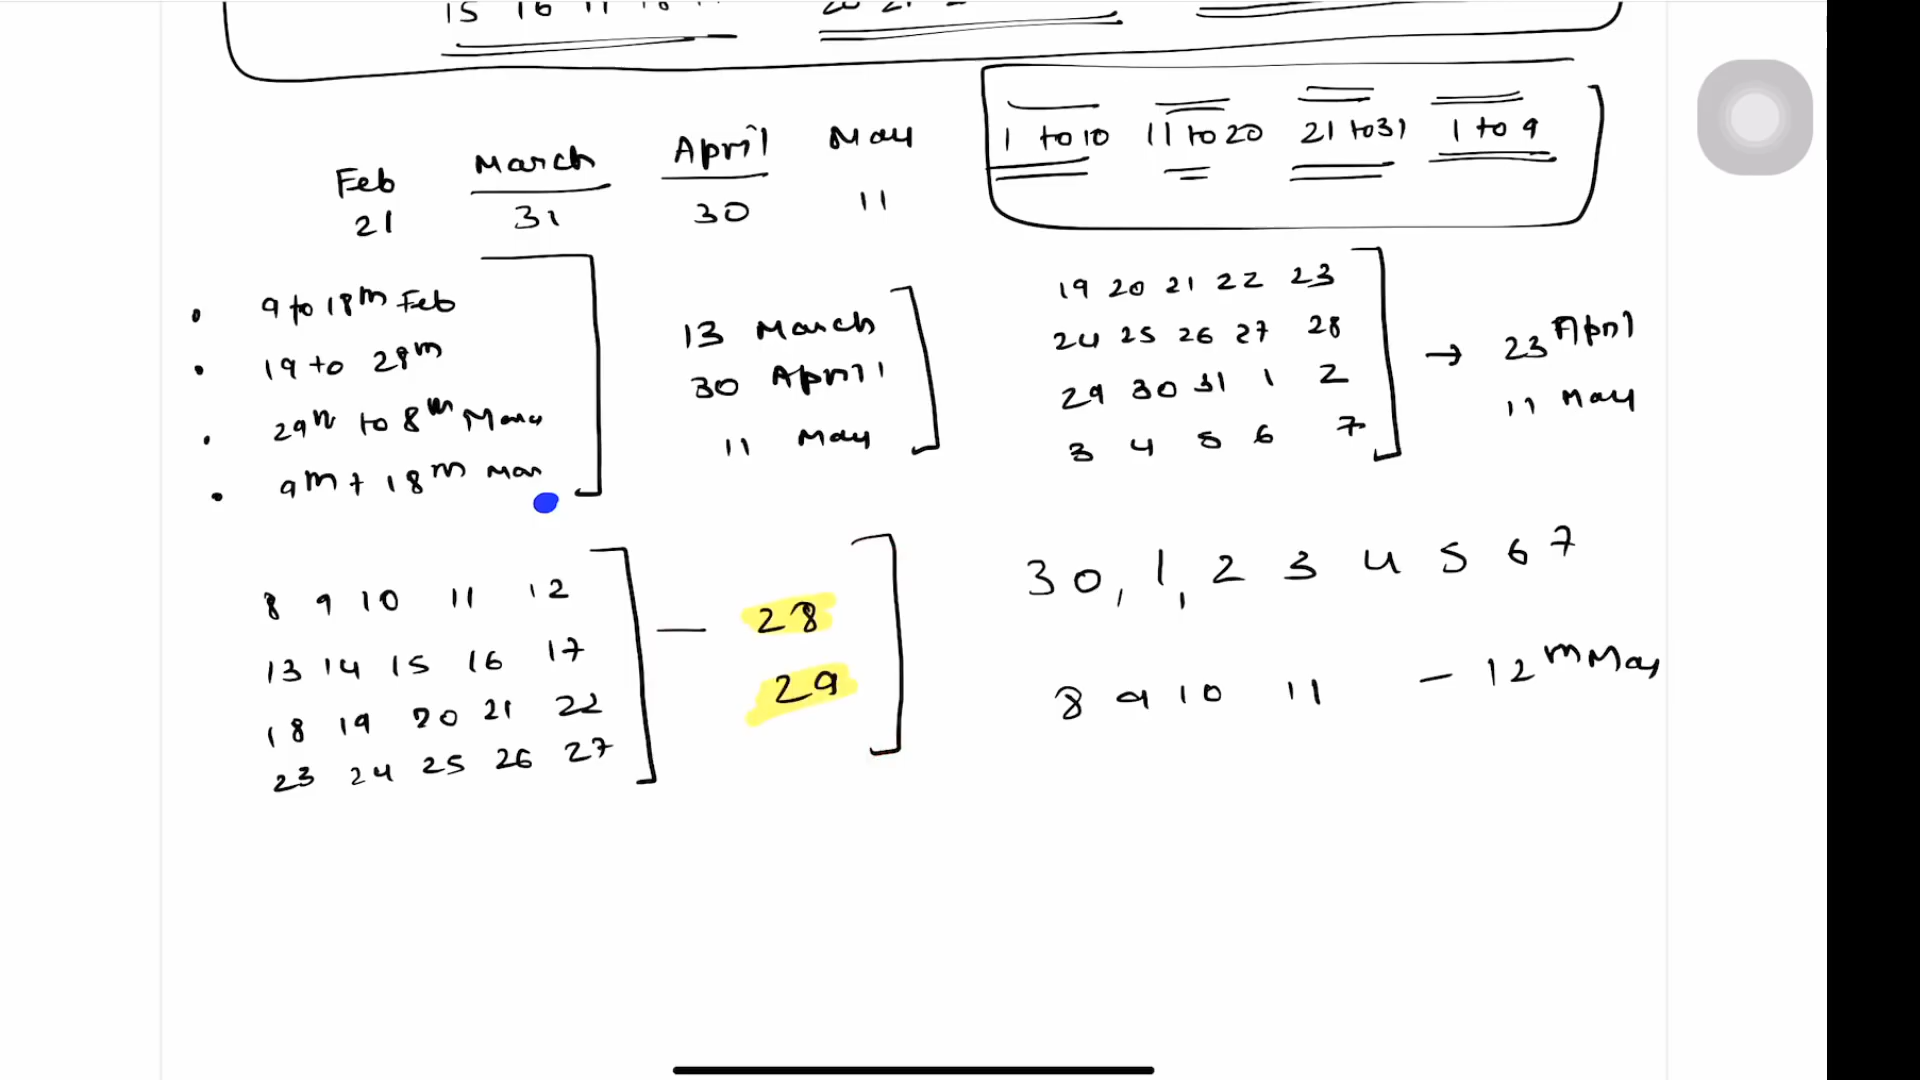 15 16
Feb March April May
21 31 30 11
1 to 10 11 to 20 21 to 31 1 to 9
• 9 to 18th Feb
• 19 to 28th
• 29th to 8th
• 9th + 18th Mar
13 March
30 April
11 May
19 20 21 22 23
24 25 26 27 28
29 30 31 1 2
3 4 5 6 7
→ 23 April
11 May
8 9 10 11 12
13 14 15 16 17
18 19 20 21 22
23 24 25 26 27
— 28
29
30, 1, 2 3 4 5 6 7
8 9 10 11 — 12th May